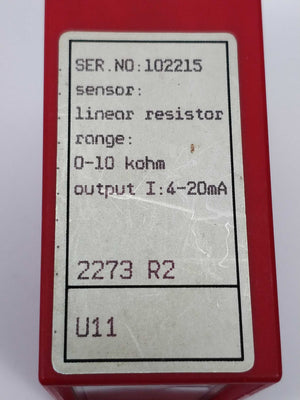 SER.NO:102215
sensor:
linear resistor
range:
0-10 kohm
output I:4-20mA
2273 R2
U11